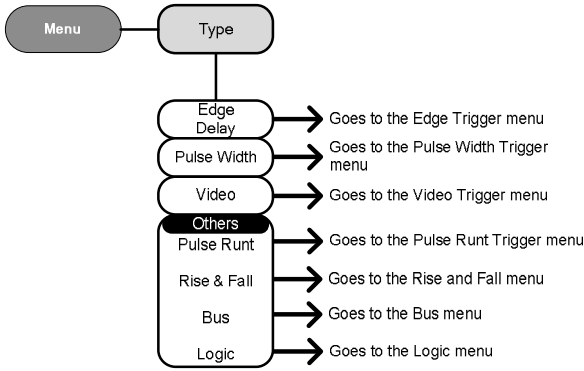 Menu
Type
Edge
Delay
Goes to the Edge Trigger menu
Pulse Width
Goes to the Pulse Width Trigger
menu
Video
Goes to the Video Trigger menu
Others
Pulse Runt
Goes to the Pulse Runt Trigger menu
Rise & Fall
Goes to the Rise and Fall menu
Bus
Goes to the Bus menu
Logic
Goes to the Logic menu